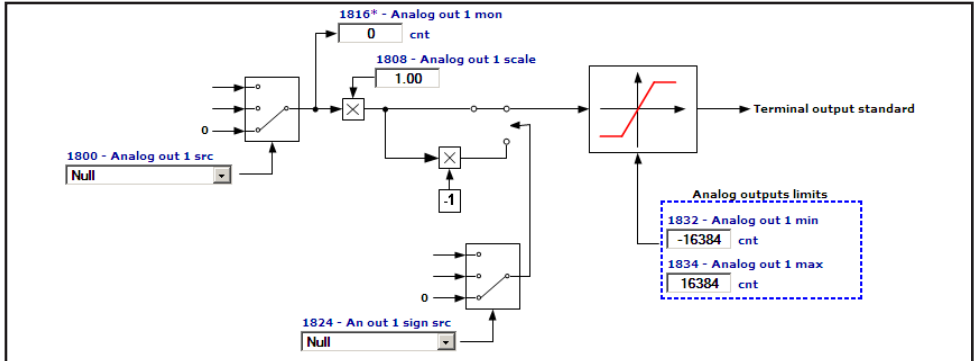 1816* - Analog out 1 mon
0 cnt
1808 - Analog out 1 scale
1.00
0
Terminal output standard
1800 - Analog out 1 src
Null
-1
Analog outputs limits
1832 - Analog out 1 min
-16384 cnt
1834 - Analog out 1 max
16384 cnt
0
1824 - An out 1 sign src
Null